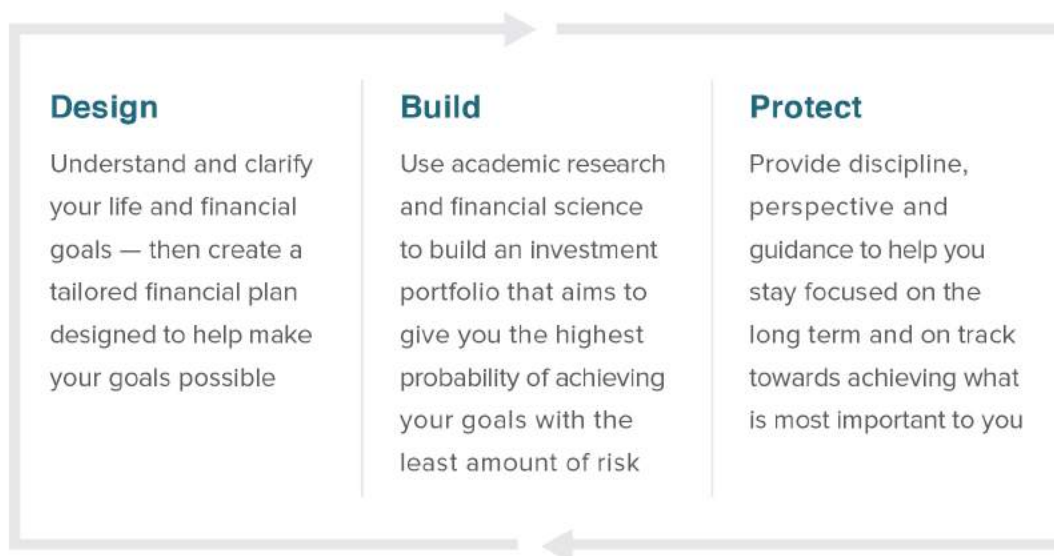 Design
Understand and clarify
your life and financial
goals — then create a
tailored financial plan
designed to help make
your goals possible
Build
Use academic research
and financial science
to build an investment
portfolio that aims to
give you the highest
probability of achieving
your goals with the
least amount of risk
Protect
Provide discipline,
perspective and
guidance to help you
stay focused on the
long term and on track
towards achieving what
is most important to you